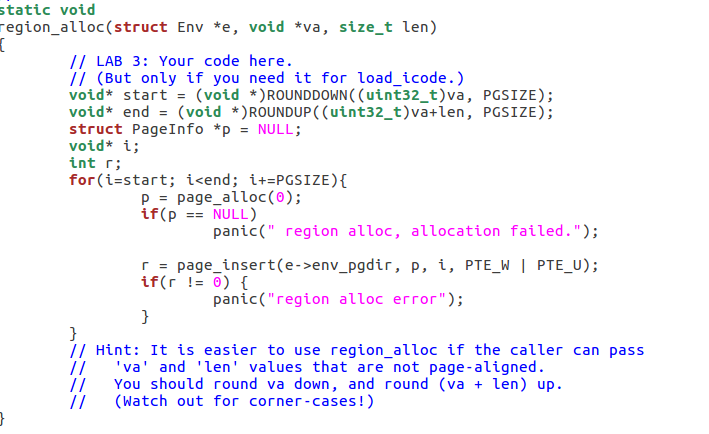 static void
region_alloc(struct Env *e, void *va, size_t len)
{
        // LAB 3: Your code here.
        // (But only if you need it for load_icode.)
        void* start = (void *)ROUNDDOWN((uint32_t)va, PGSIZE);
        void* end = (void *)ROUNDUP((uint32_t)va+len, PGSIZE);
        struct PageInfo *p = NULL;
        void* i;
        int r;
        for(i=start; i<end; i+=PGSIZE){
                p = page_alloc(0);
                if(p == NULL)
                        panic(" region alloc, allocation failed.");

                r = page_insert(e->env_pgdir, p, i, PTE_W | PTE_U);
                if(r != 0) {
                        panic("region alloc error");
                }
        }
        // Hint: It is easier to use region_alloc if the caller can pass
        //   'va' and 'len' values that are not page-aligned.
        //   You should round va down, and round (va + len) up.
        //   (Watch out for corner-cases!)
}